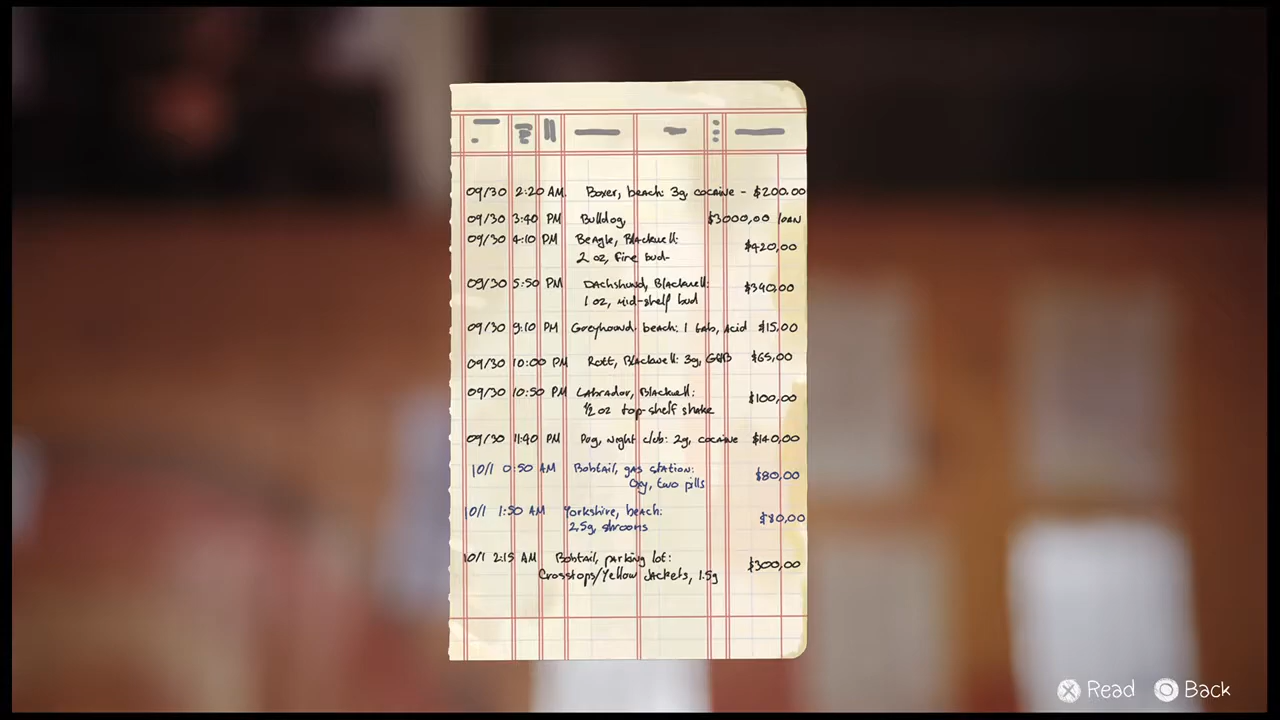 09/30 2:20 AM. Boxer, beach: 3g, cocaine - $200.00
09/30 3:40 PM Bulldog, $3000,00 loan
09/30 4:10 PM Beagle, Blackwell:
2 oz, fire bud- $420,00
09/30 5:50 PM Dachshund, Blackwell: $340,00
1 oz, mid-shelf bud
09/30 9:10 PM Greyhound, beach: 1 tab, acid $15,00
09/30 10:00 PM Rott, Blackwell: 3g, GHB $65,00
09/30 10:50 PM Labrador, Blackwell: $100,00
1/2 oz top-shelf shake
09/30 11:40 PM Pog, night club: 2g, cocaine $140,00
10/1 0:50 AM Bobtail, gas station: $80,00
Oxy, two pills
10/1 1:50 AM Yorkshire, beach: $80,00
2,5g, shrooms
10/1 2:15 AM Bobtail, parking lot: $300,00
Crosstops/Yellow Jackets, 1.5g
Read Back